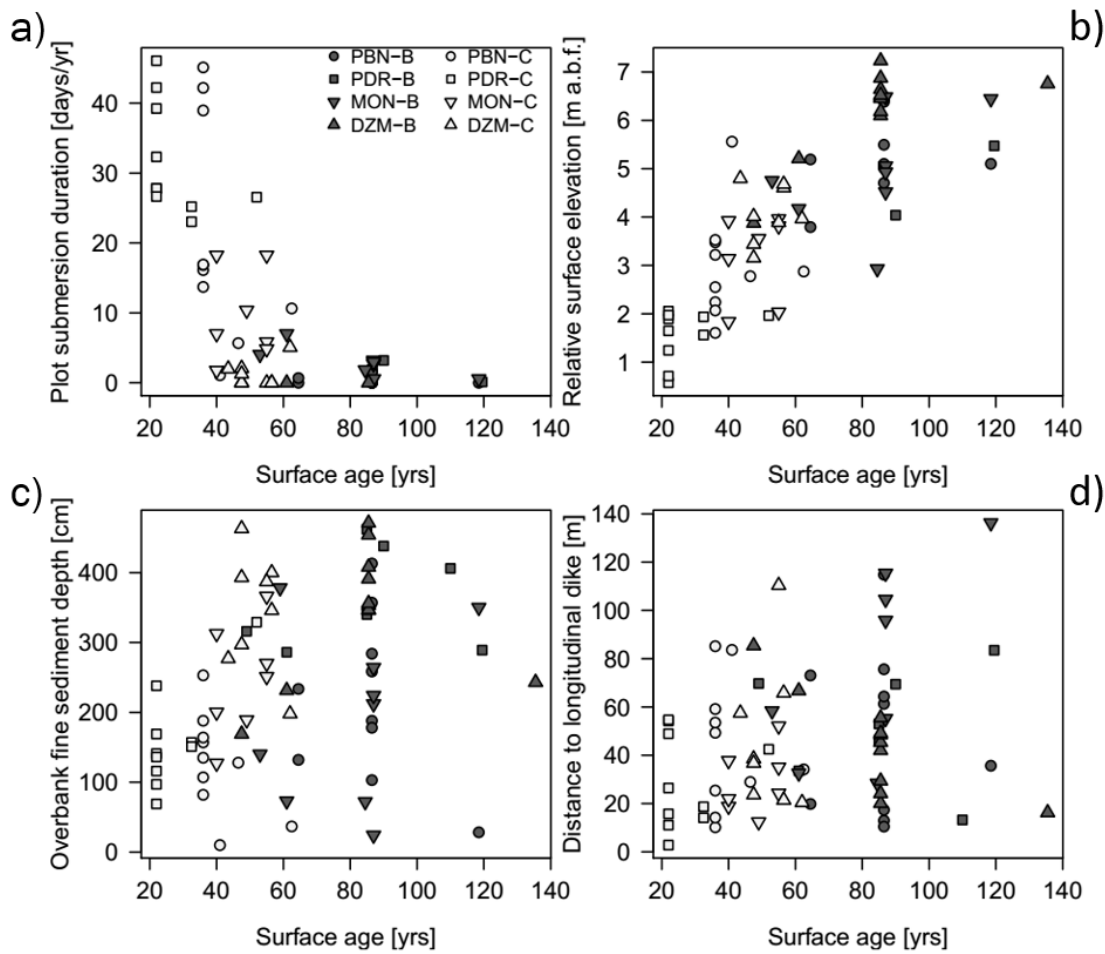 a)
Plot submersion duration [days/yr]
40
30
20
10
0
PBN−B PBN−C
PDR−B PDR−C
MON−B MON−C
DZM−B DZM−C
20 40 60 80 100 120 140
Surface age [yrs]
b)
Relative surface elevation [m a.b.f.]
7
6
5
4
3
2
1
20 40 60 80 100 120 140
Surface age [yrs]
c)
Overbank fine sediment depth [cm]
400
300
200
100
0
20 40 60 80 100 120 140
Surface age [yrs]
d)
Distance to longitudinal dike [m]
140
120
100
80
60
40
20
0
20 40 60 80 100 120 140
Surface age [yrs]